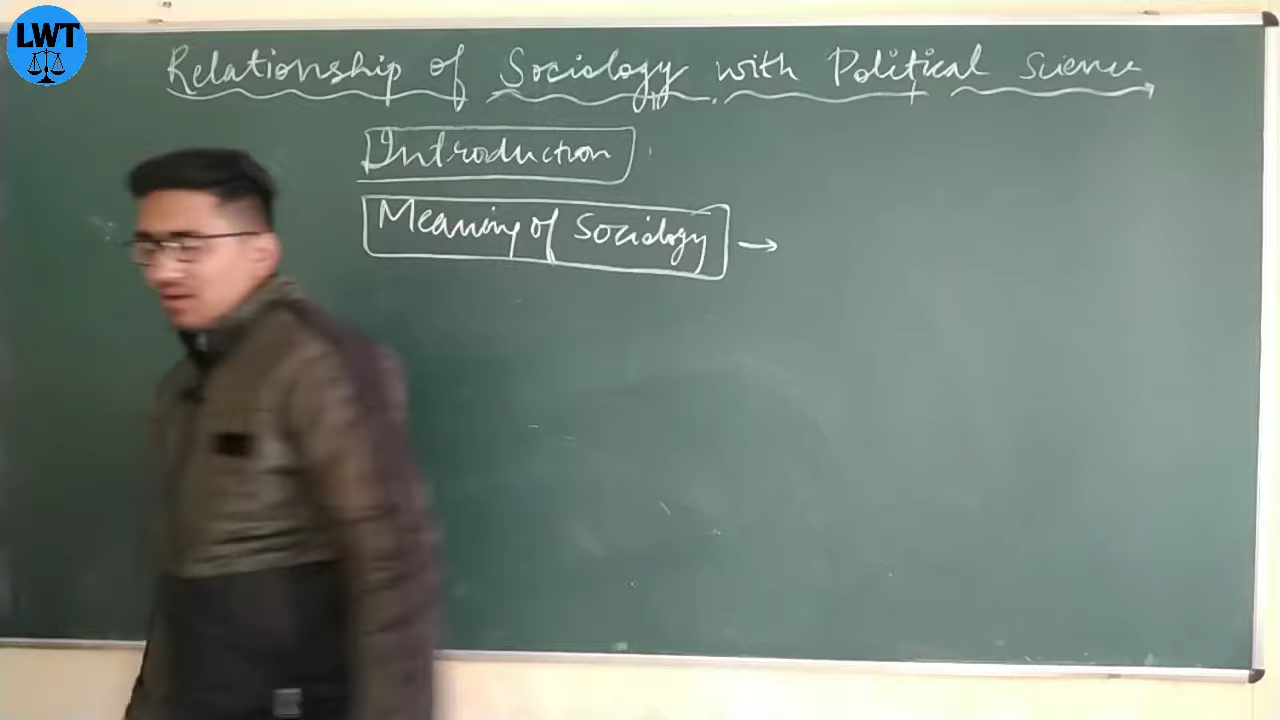 LWT
Relationship of Sociology with Political Science
Introduction
Meaning of Sociology →